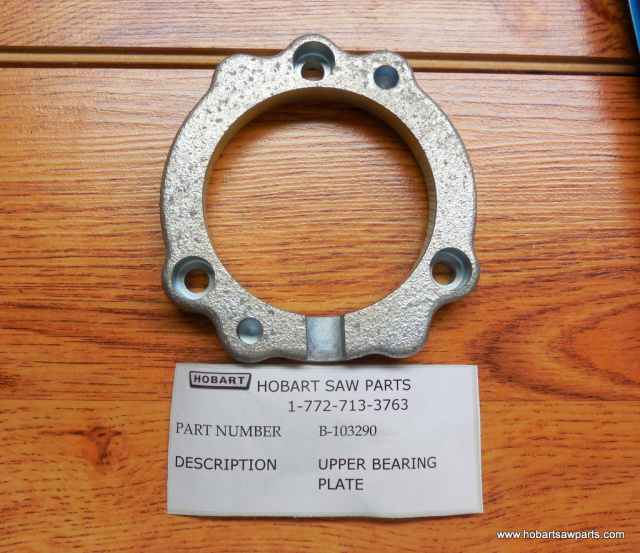 HOBART HOBART SAW PARTS
1-772-713-3763
PART NUMBER B-103290
DESCRIPTION UPPER BEARING
PLATE
www.hobartsawparts.com